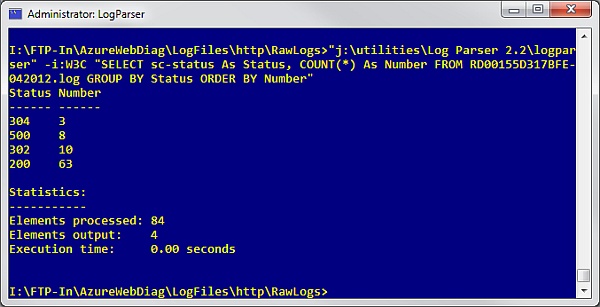 Administrator: LogParser
I:\FTP-In\AzureWebDiag\LogFiles\http\RawLogs>"j:\utilities\Log Parser 2.2\logpar
ser" -i:W3C "SELECT sc-status As Status, COUNT(*) As Number FROM RD00155D317BFE-
042012.log GROUP BY Status ORDER BY Number"
Status Number
------ ------
304 3
500 8
302 10
200 63
Statistics:
-----------
Elements processed: 84
Elements output: 4
Execution time: 0.00 seconds
I:\FTP-In\AzureWebDiag\LogFiles\http\RawLogs>